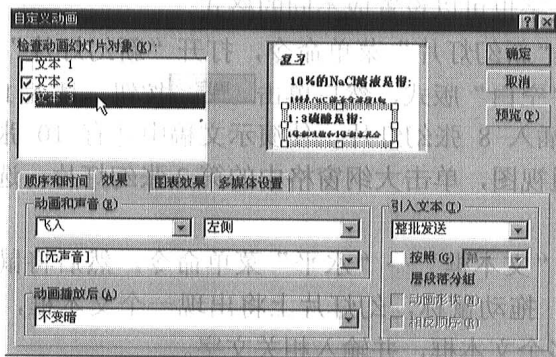 自定义动画
检查动画幻灯片对象(K):
文本 1
文本 2
文本 3
复习
10%的NaCl溶液是指:
1:3硫酸是指:
确定
取消
预览(P)
顺序和时间 效果 图表效果 多媒体设置
动画和声音(E)
飞入 左侧
[无声音]
动画播放后(A)
不变暗
引入文本(T)
整批发送
按照(G)
层段落分组
动画形状(H)
相反顺序(R)